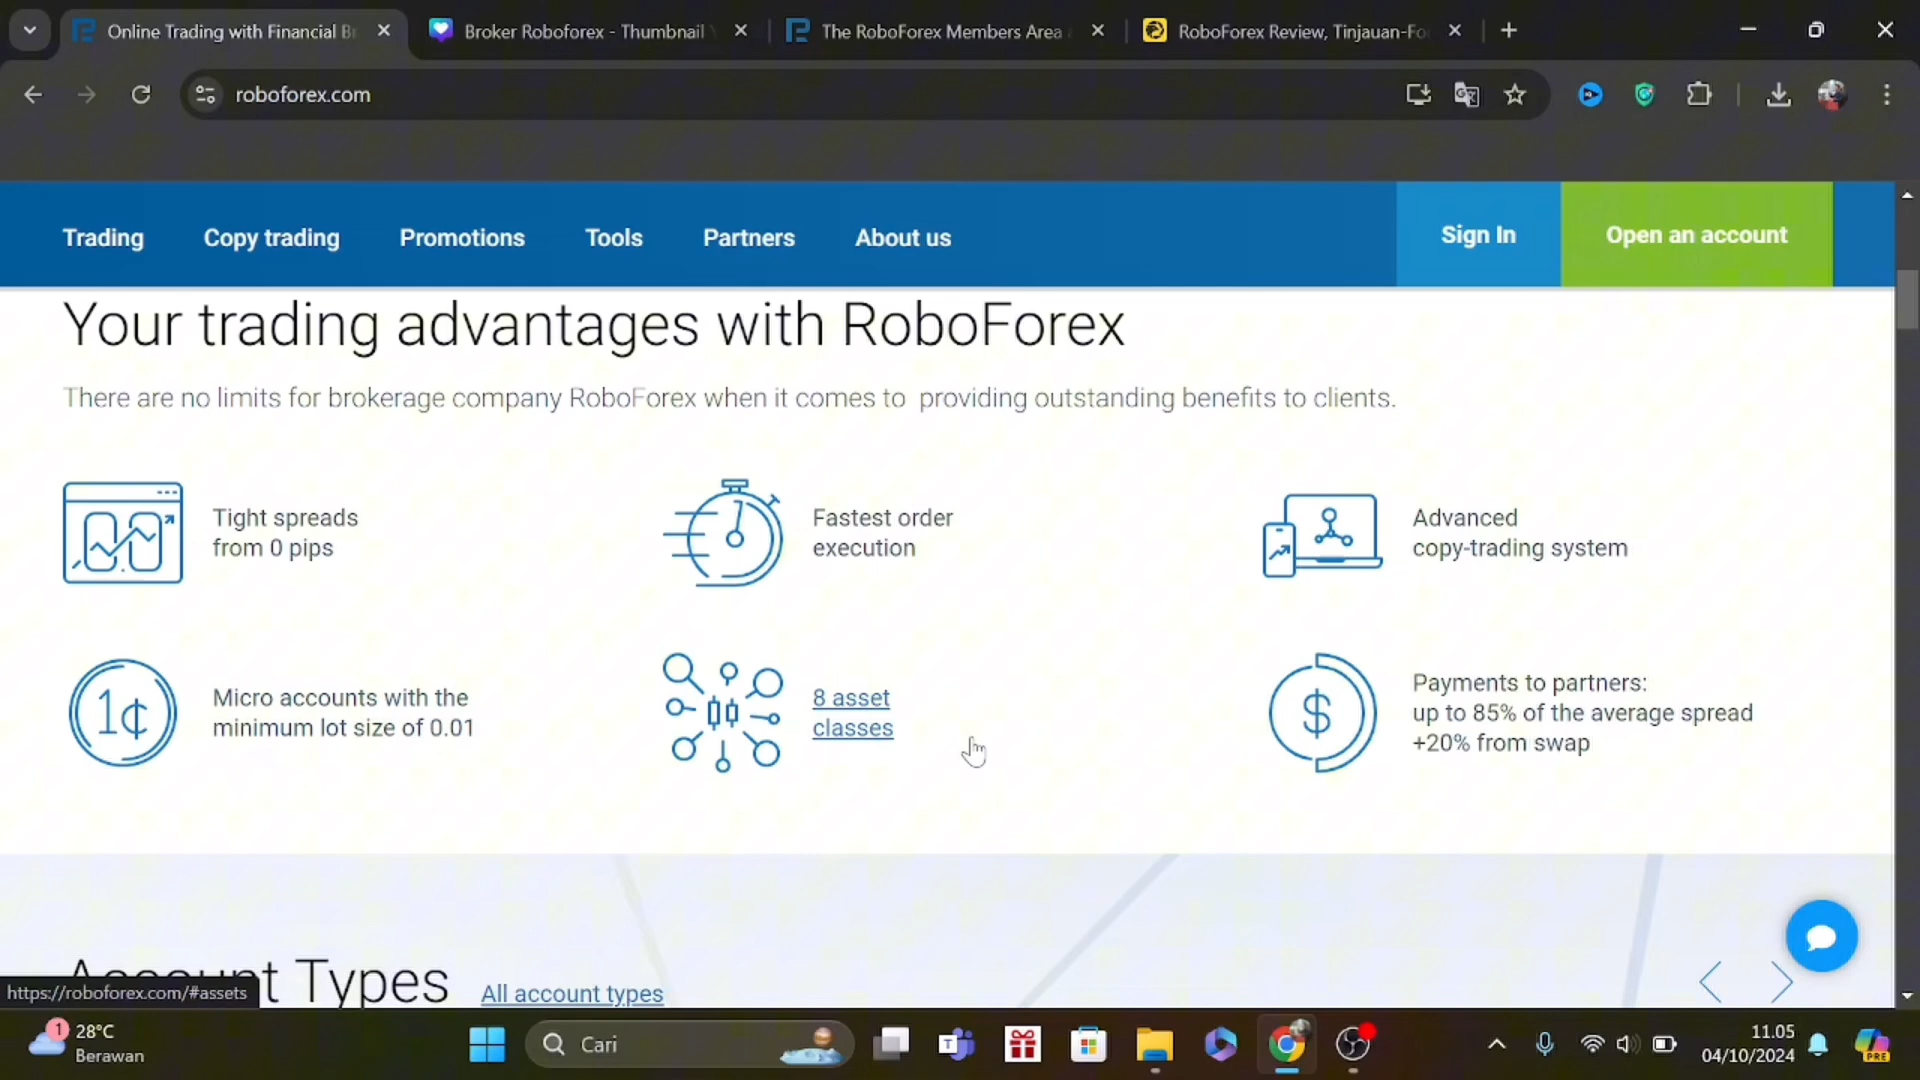 Online Trading with Financial B
Broker Roboforex - Thumbnail
The RoboForex Members Area
RoboForex Review, Tinjauan-Fo
roboforex.com
Trading
Copy trading
Promotions
Tools
Partners
About us
Sign In
Open an account
Your trading advantages with RoboForex
There are no limits for brokerage company RoboForex when it comes to providing outstanding benefits to clients.
Tight spreads
from 0 pips
Fastest order
execution
Advanced
copy-trading system
1¢
Micro accounts with the
minimum lot size of 0.01
8 asset
classes
$
Payments to partners:
up to 85% of the average spread
+20% from swap
Account Types
All account types
https://roboforex.com/#assets
1
28°C
Berawan
Cari
11.05
04/10/2024
PRE